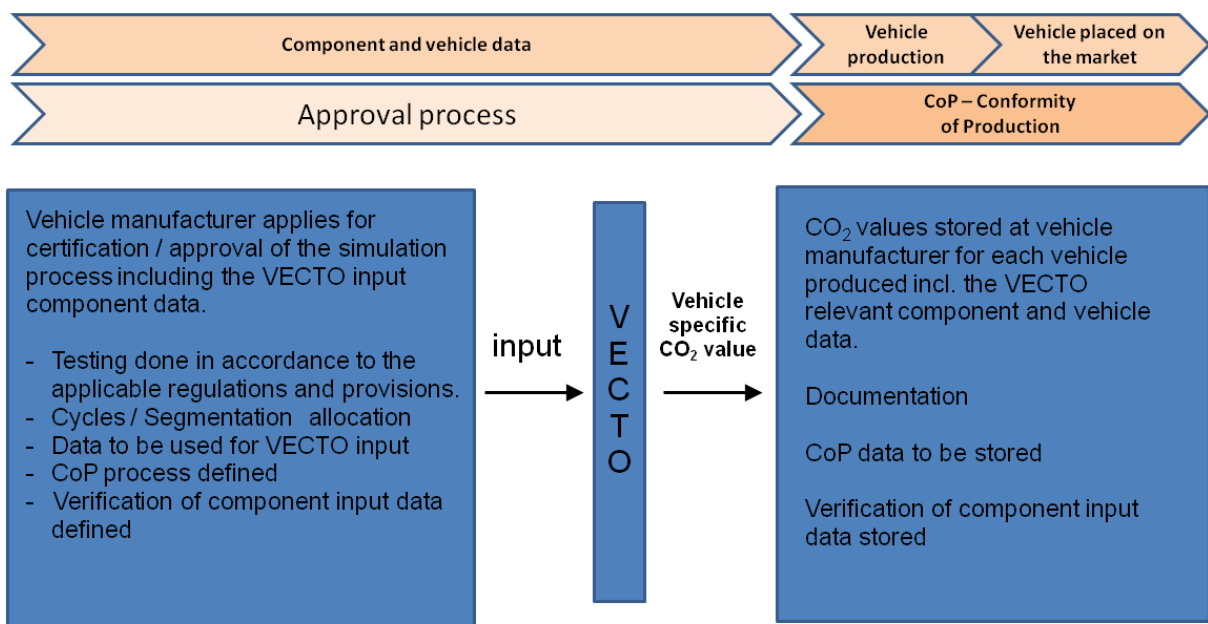 Component and vehicle data
Vehicle
production
Vehicle placed on
the market
Approval process
CoP – Conformity
of Production
Vehicle manufacturer applies for
certification / approval of the simulation
process including the VECTO input
component data.
- Testing done in accordance to the
applicable regulations and provisions.
- Cycles / Segmentation allocation
- Data to be used for VECTO input
- CoP process defined
- Verification of component input data
defined
input
V
E
C
T
O
Vehicle
specific
CO₂ value
CO₂ values stored at vehicle
manufacturer for each vehicle
produced incl. the VECTO
relevant component and vehicle
data.
Documentation
CoP data to be stored
Verification of component input
data stored